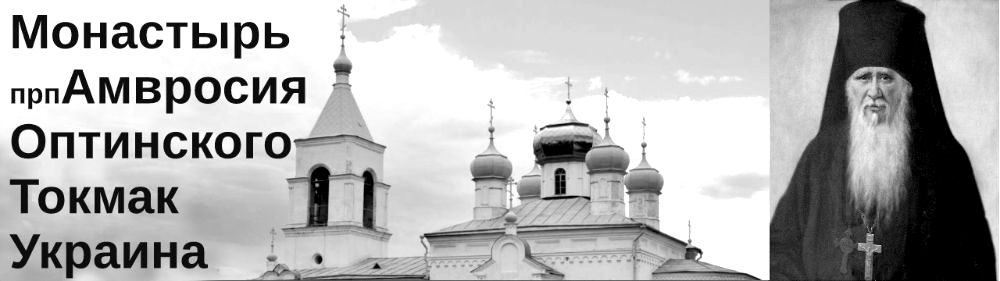 Монастырь
прпАмвросия
Оптинского
Токмак
Украина